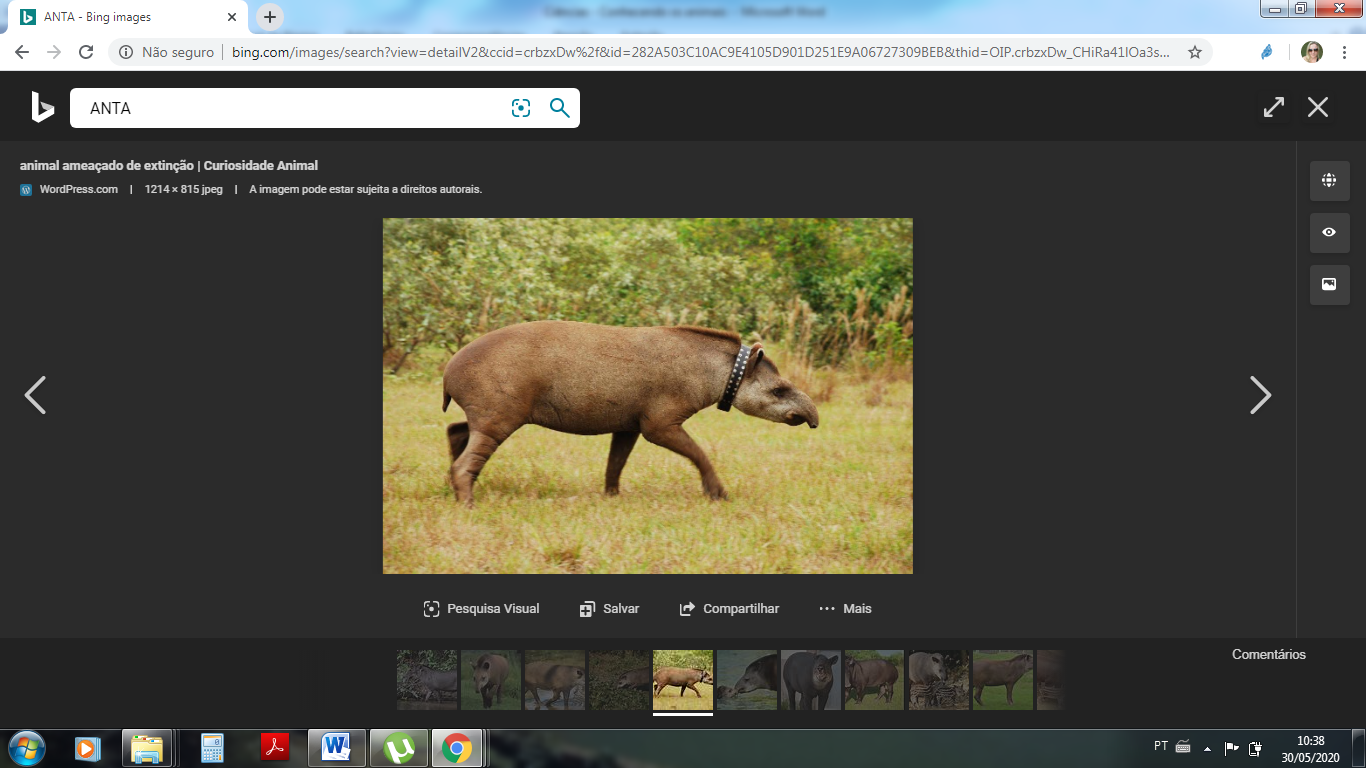 ANTA - Bing images
Não seguro
bing.com/images/search?view=detailV2&ccid=crbzxDw%2f&id=282A503C10AC9E4105D901D251E9A06727309BEB&thid=OIP.crbzxDw_CHiRa41lOa3s...
ANTA
animal ameaçado de extinção | Curiosidade Animal
WordPress.com | 1214 × 815 jpeg | A imagem pode estar sujeita a direitos autorais.
Pesquisa Visual
Salvar
Compartilhar
Mais
Comentários
PT
10:38
30/05/2020